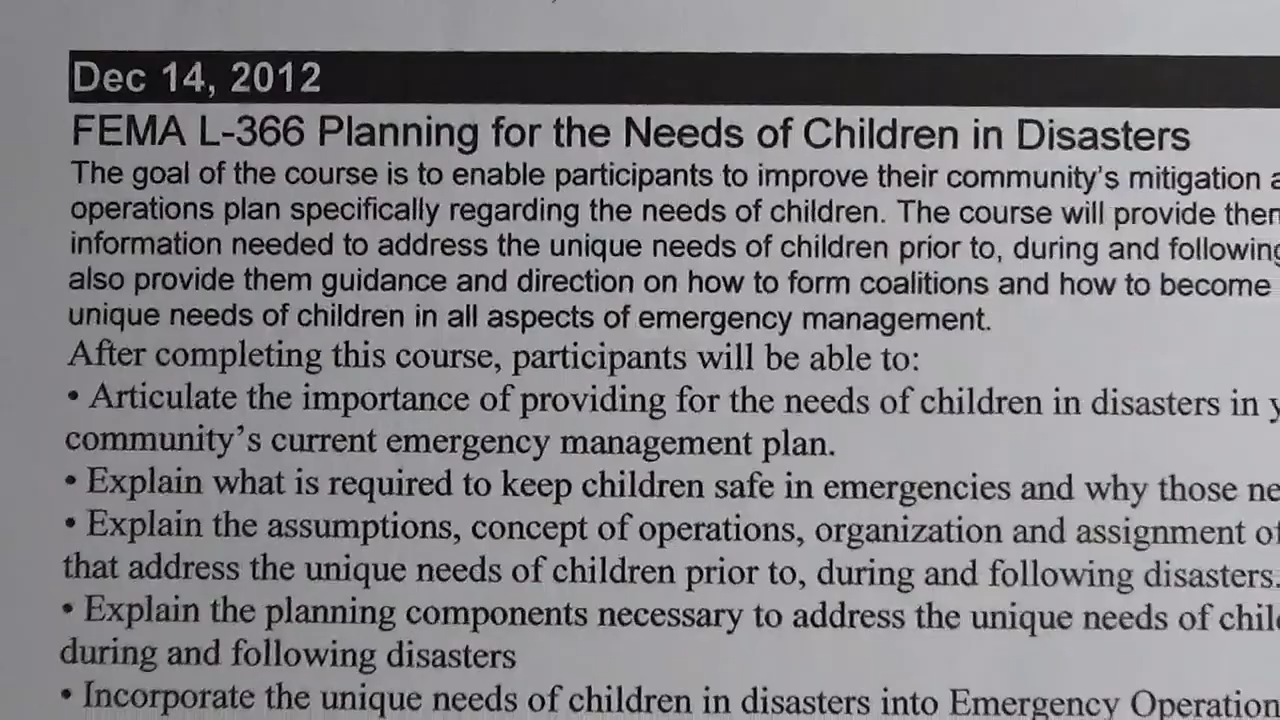 Dec 14, 2012
FEMA L-366 Planning for the Needs of Children in Disasters
The goal of the course is to enable participants to improve their community's mitigation
operations plan specifically regarding the needs of children. The course will provide
information needed to address the unique needs of children prior to, during and following
also provide them guidance and direction on how to form coalitions and how to become
unique needs of children in all aspects of emergency management.
After completing this course, participants will be able to:
• Articulate the importance of providing for the needs of children in disasters in
community's current emergency management plan.
• Explain what is required to keep children safe in emergencies and why those
• Explain the assumptions, concept of operations, organization and assignment
that address the unique needs of children prior to, during and following disasters.
• Explain the planning components necessary to address the unique needs of
during and following disasters
• Incorporate the unique needs of children in disasters into Emergency